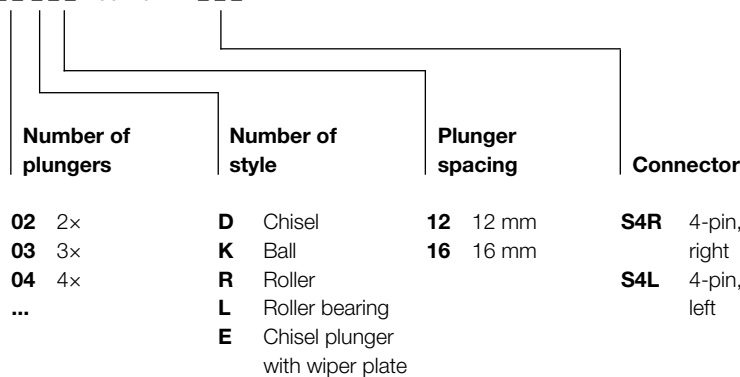 Number of plungers
Number of style
Plunger spacing
Connector
02 2×
03 3×
04 4×
...
D Chisel
K Ball
R Roller
L Roller bearing
E Chisel plunger
with wiper plate
12 12 mm
16 16 mm
S4R 4-pin,
right
S4L 4-pin,
left